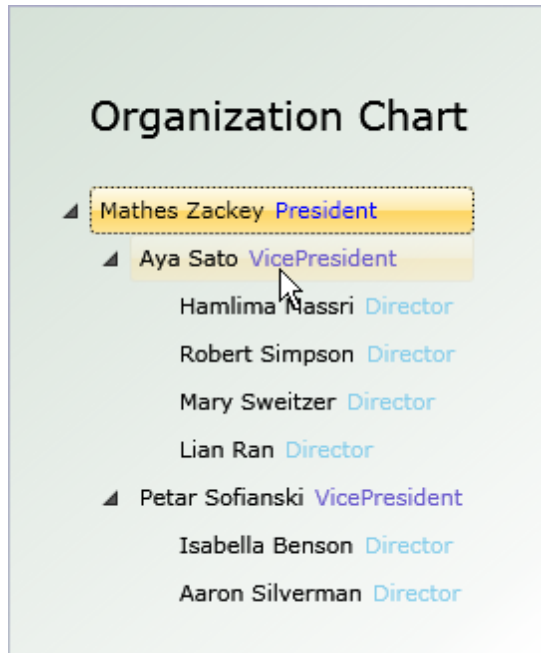 Organization Chart
Mathes Zackey President
Aya Sato VicePresident
Hamlima Nassri Director
Robert Simpson Director
Mary Sweitzer Director
Lian Ran Director
Petar Sofianski VicePresident
Isabella Benson Director
Aaron Silverman Director